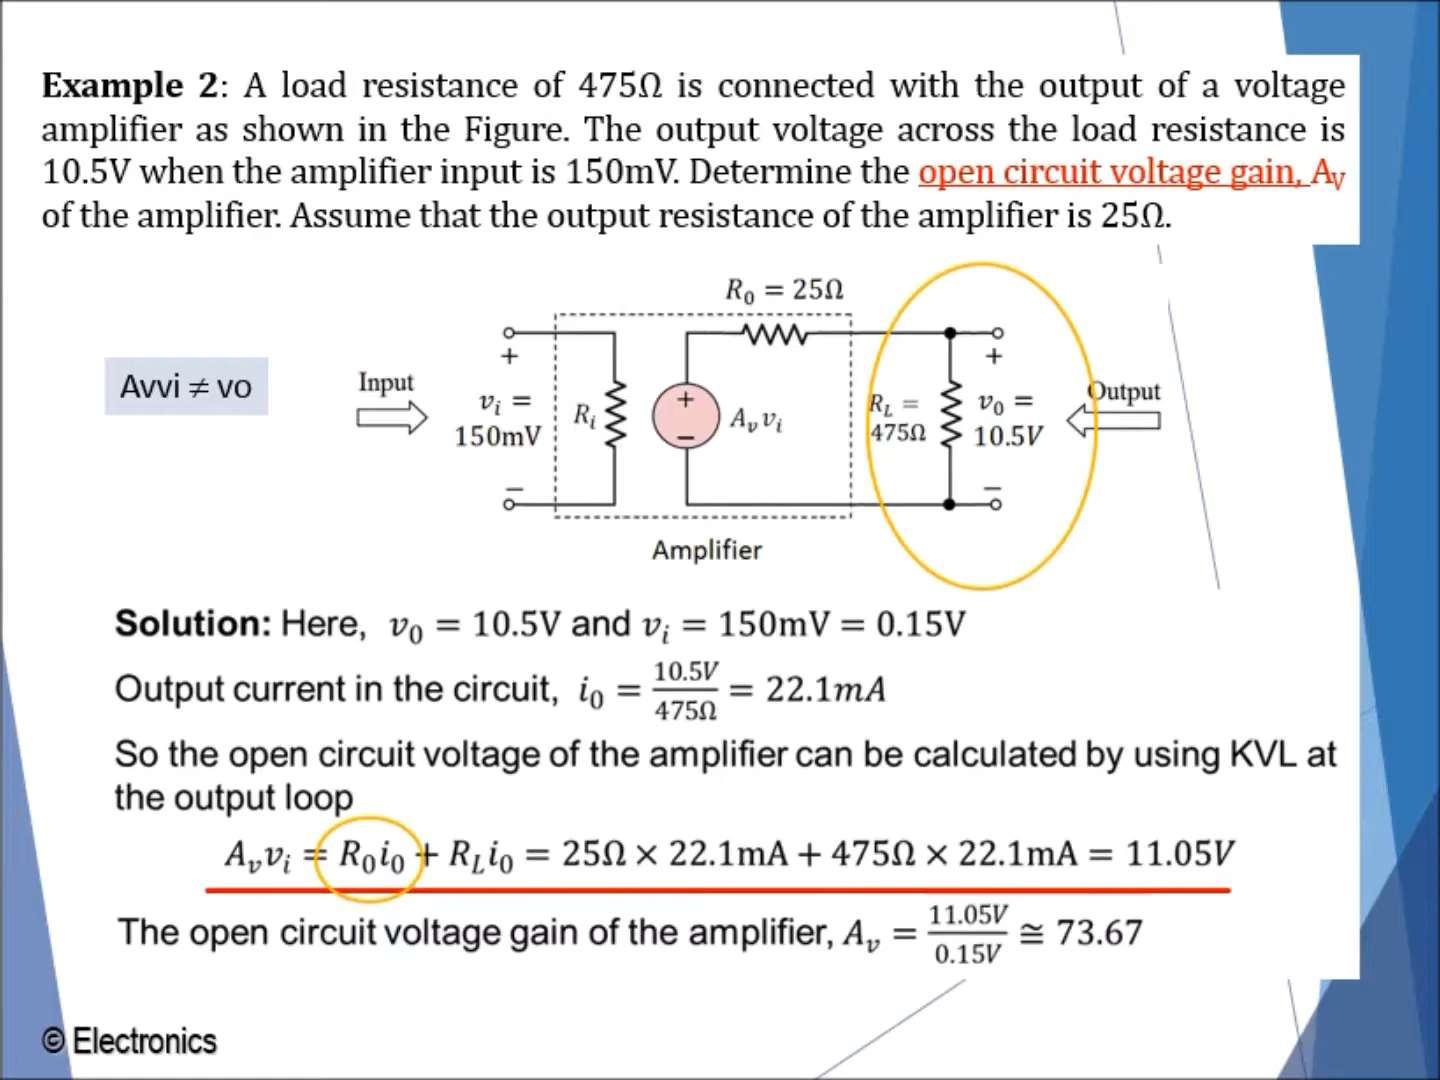 Example 2: A load resistance of 475Ω is connected with the output of a voltage
amplifier as shown in the Figure. The output voltage across the load resistance is
10.5V when the amplifier input is 150mV. Determine the open circuit voltage gain, Av
of the amplifier. Assume that the output resistance of the amplifier is 25Ω.
R₀ = 25Ω
Avvi ≠ vo
Input
+
vᵢ =
150mV
−
Rᵢ
+
−
Aᵥvᵢ
R_L =
475Ω
+
v₀ =
10.5V
−
Output
Amplifier
Solution: Here, v₀ = 10.5V and vᵢ = 150mV = 0.15V
Output current in the circuit, i₀ = 10.5V/475Ω = 22.1mA
So the open circuit voltage of the amplifier can be calculated by using KVL at
the output loop
Aᵥvᵢ = R₀i₀ + R_Li₀ = 25Ω × 22.1mA + 475Ω × 22.1mA = 11.05V
The open circuit voltage gain of the amplifier, Aᵥ = 11.05V/0.15V ≅ 73.67
© Electronics